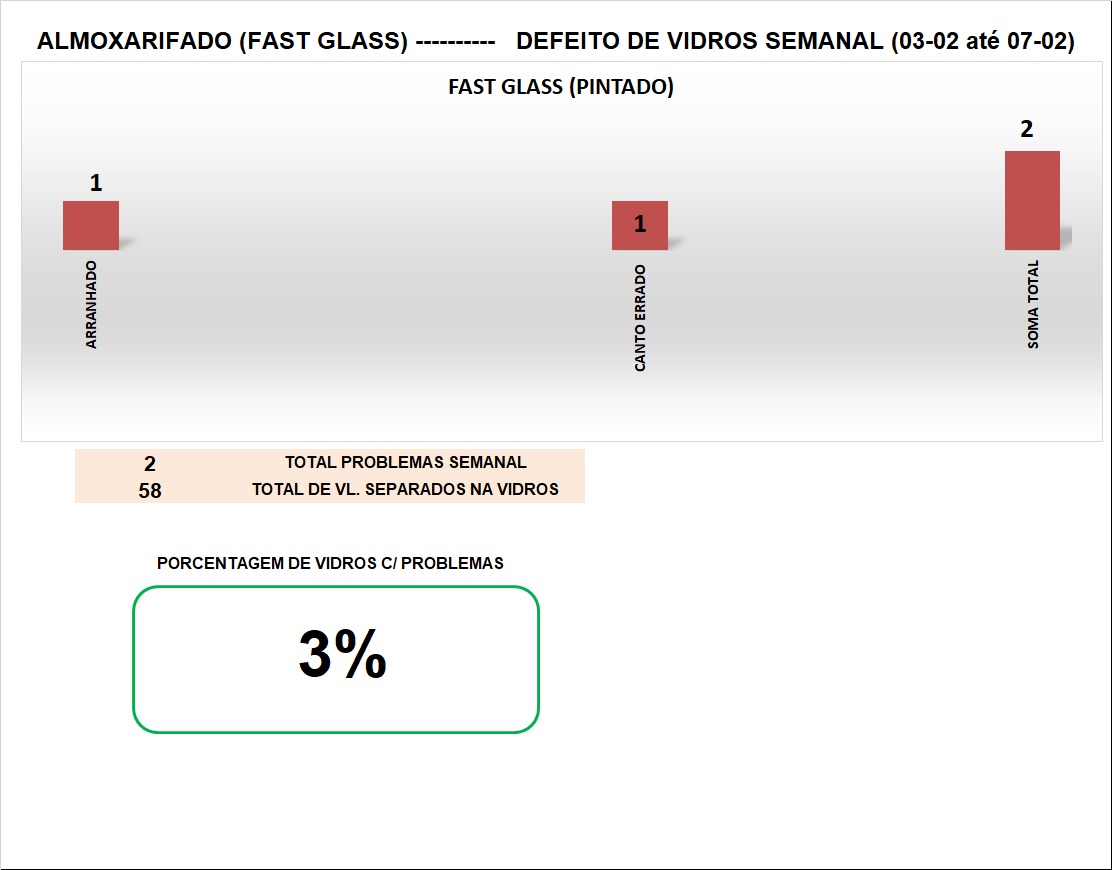 ALMOXARIFADO (FAST GLASS) ---------- DEFEITO DE VIDROS SEMANAL (03-02 até 07-02)
FAST GLASS (PINTADO)
1
1
2
ARRANHADO
CANTO ERRADO
SOMA TOTAL
2 TOTAL PROBLEMAS SEMANAL
58 TOTAL DE VL. SEPARADOS NA VIDROS
PORCENTAGEM DE VIDROS C/ PROBLEMAS
3%